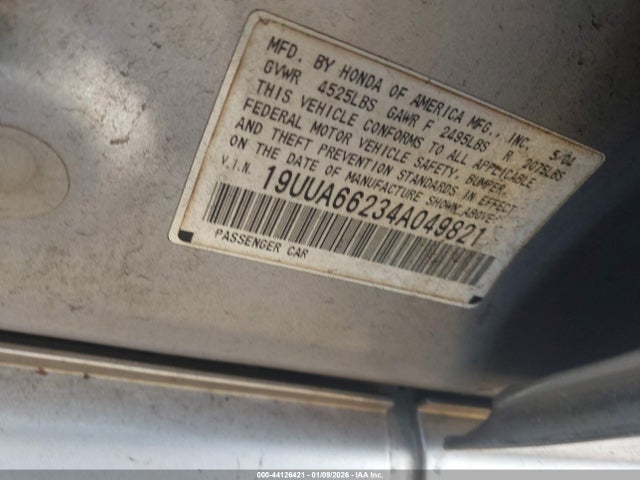 MFD. BY HONDA OF AMERICA MFG., INC. 5/04
GVWR 4525LBS GAWR F 2495LBS R 2075LBS
THIS VEHICLE CONFORMS TO ALL APPLICABLE
FEDERAL MOTOR VEHICLE SAFETY, BUMPER,
AND THEFT PREVENTION STANDARDS IN EFFECT
ON THE DATE OF MANUFACTURE SHOWN ABOVE.
V.I.N. 19UUA66234A049821
PASSENGER CAR
000-44126421 - 01/09/2026 - IAA Inc.